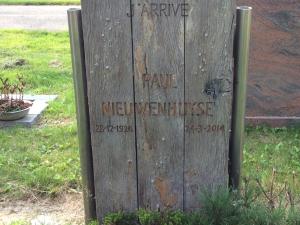 J'ARRIVE
PAUL
NIEUWENHUYSE
22-12-1926 24-3-2014